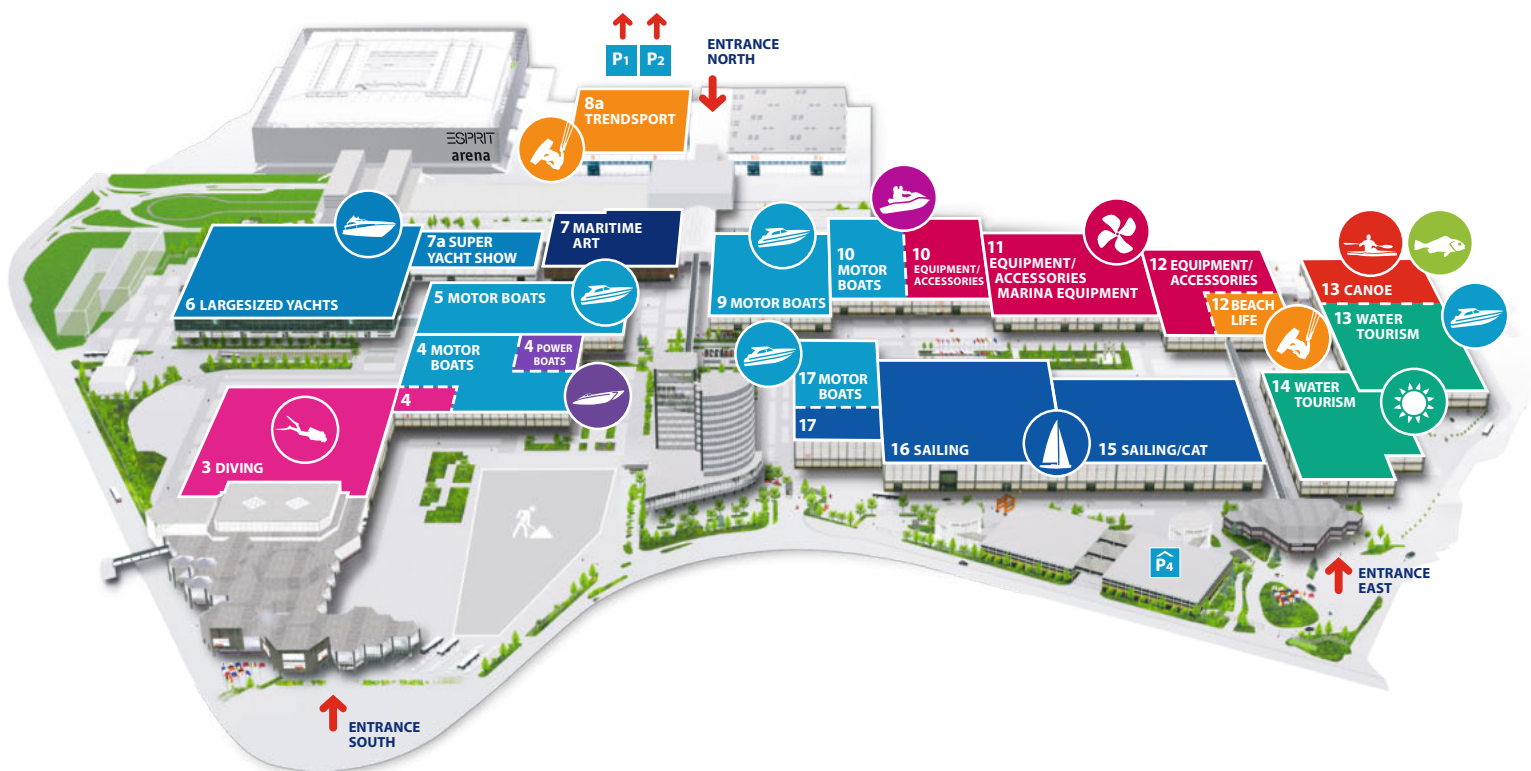 P1 P2
ENTRANCE
NORTH
8a
TRENDSPORT
ESPRIT
arena
7 MARITIME
ART
7a SUPER
YACHT SHOW
6 LARGESIZED YACHTS
5 MOTOR BOATS
4 MOTOR
BOATS
4 POWER
BOATS
4
3 DIVING
9 MOTOR BOATS
10
MOTOR
BOATS
10
EQUIPMENT/
ACCESSORIES
11
EQUIPMENT/
ACCESSORIES
MARINA EQUIPMENT
12 EQUIPMENT/
ACCESSORIES
12 BEACH
LIFE
13 CANOE
13 WATER
TOURISM
14 WATER
TOURISM
17 MOTOR
BOATS
17
16 SAILING
15 SAILING/CAT
P4
ENTRANCE
EAST
ENTRANCE
SOUTH